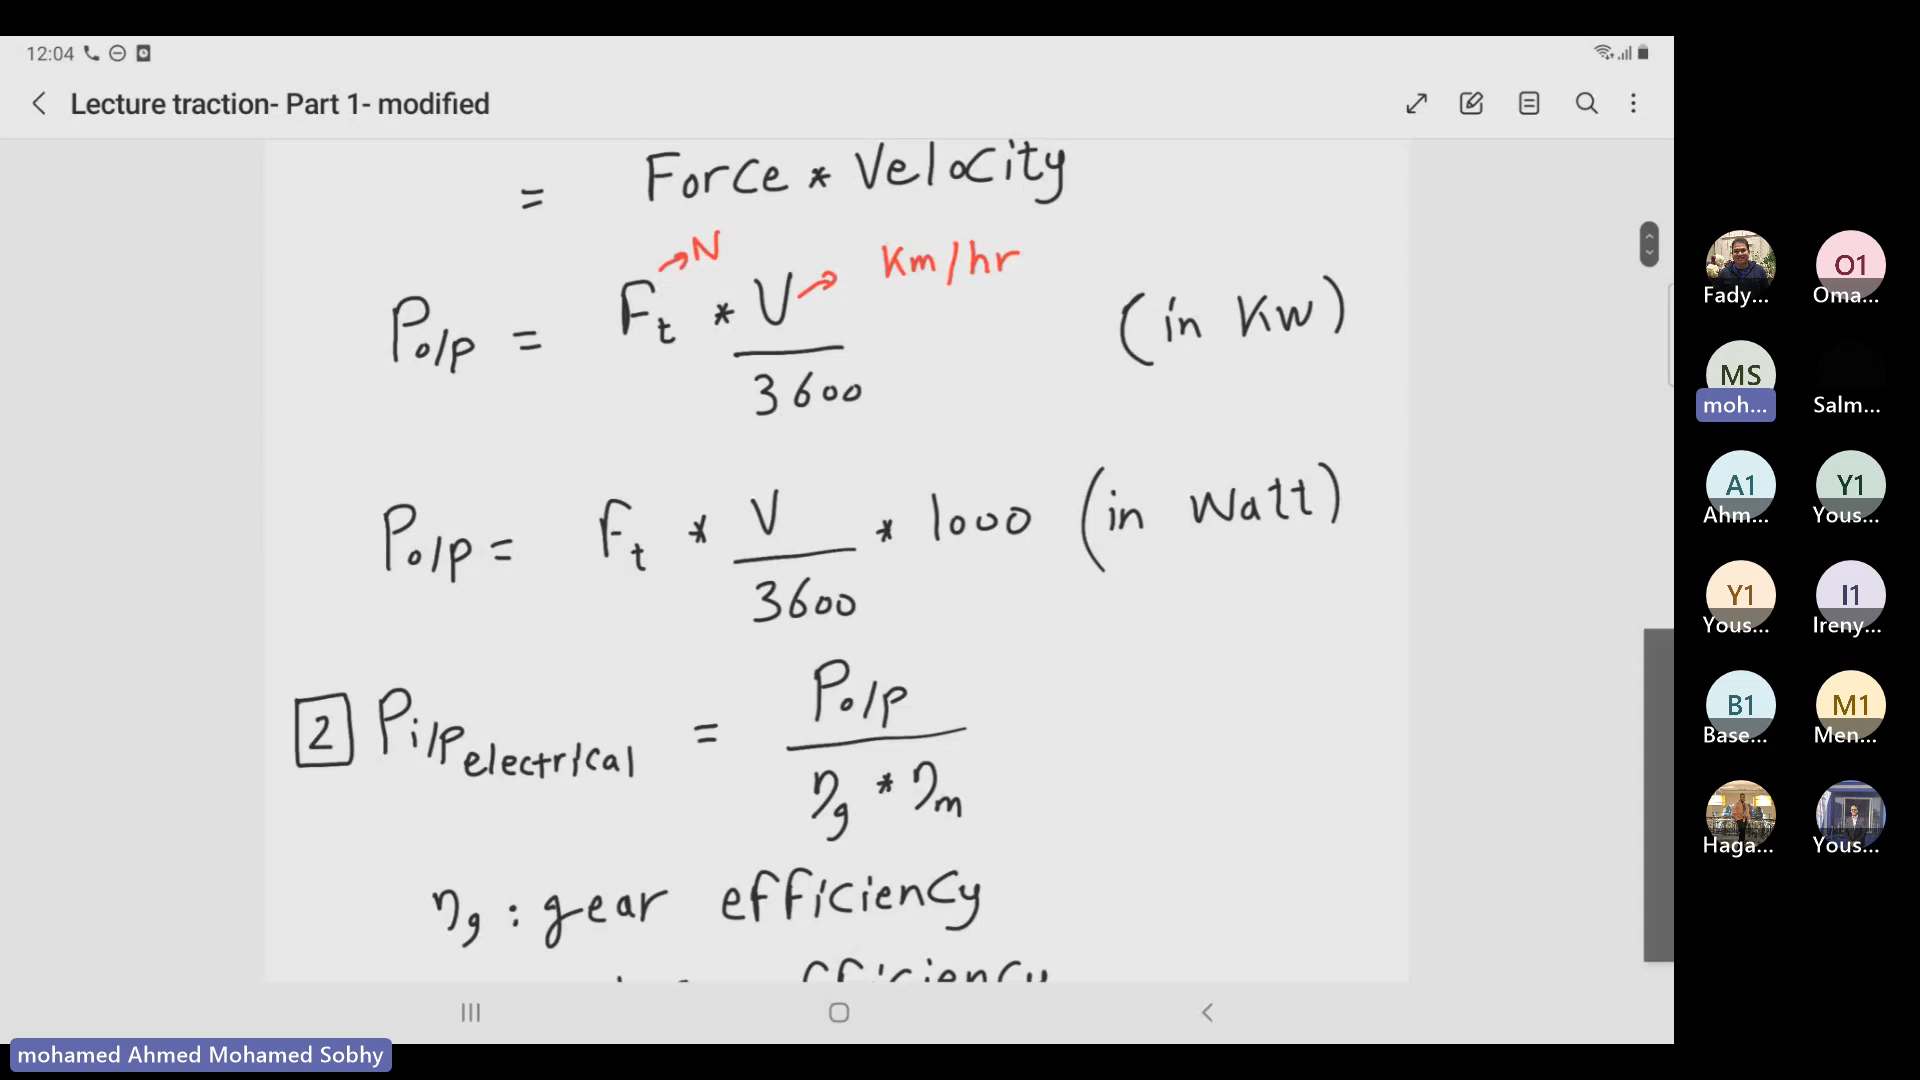 12:04
Lecture traction- Part 1- modified
= Force * Velocity
→ N
→ Km/hr
Po/p = Ft * V / 3600 (in Kw)
Po/p = Ft * V / 3600 * 1000 (in Watt)
2 Pi/p electrical = Po/p / ηg * ηm
ηg : gear efficiency
efficiency
Fady...
O1
Oma...
MS
moh...
Salm...
A1
Ahm...
Y1
Yous...
Y1
Yous...
I1
Ireny...
B1
Base...
M1
Men...
Haga...
Yous...
mohamed Ahmed Mohamed Sobhy